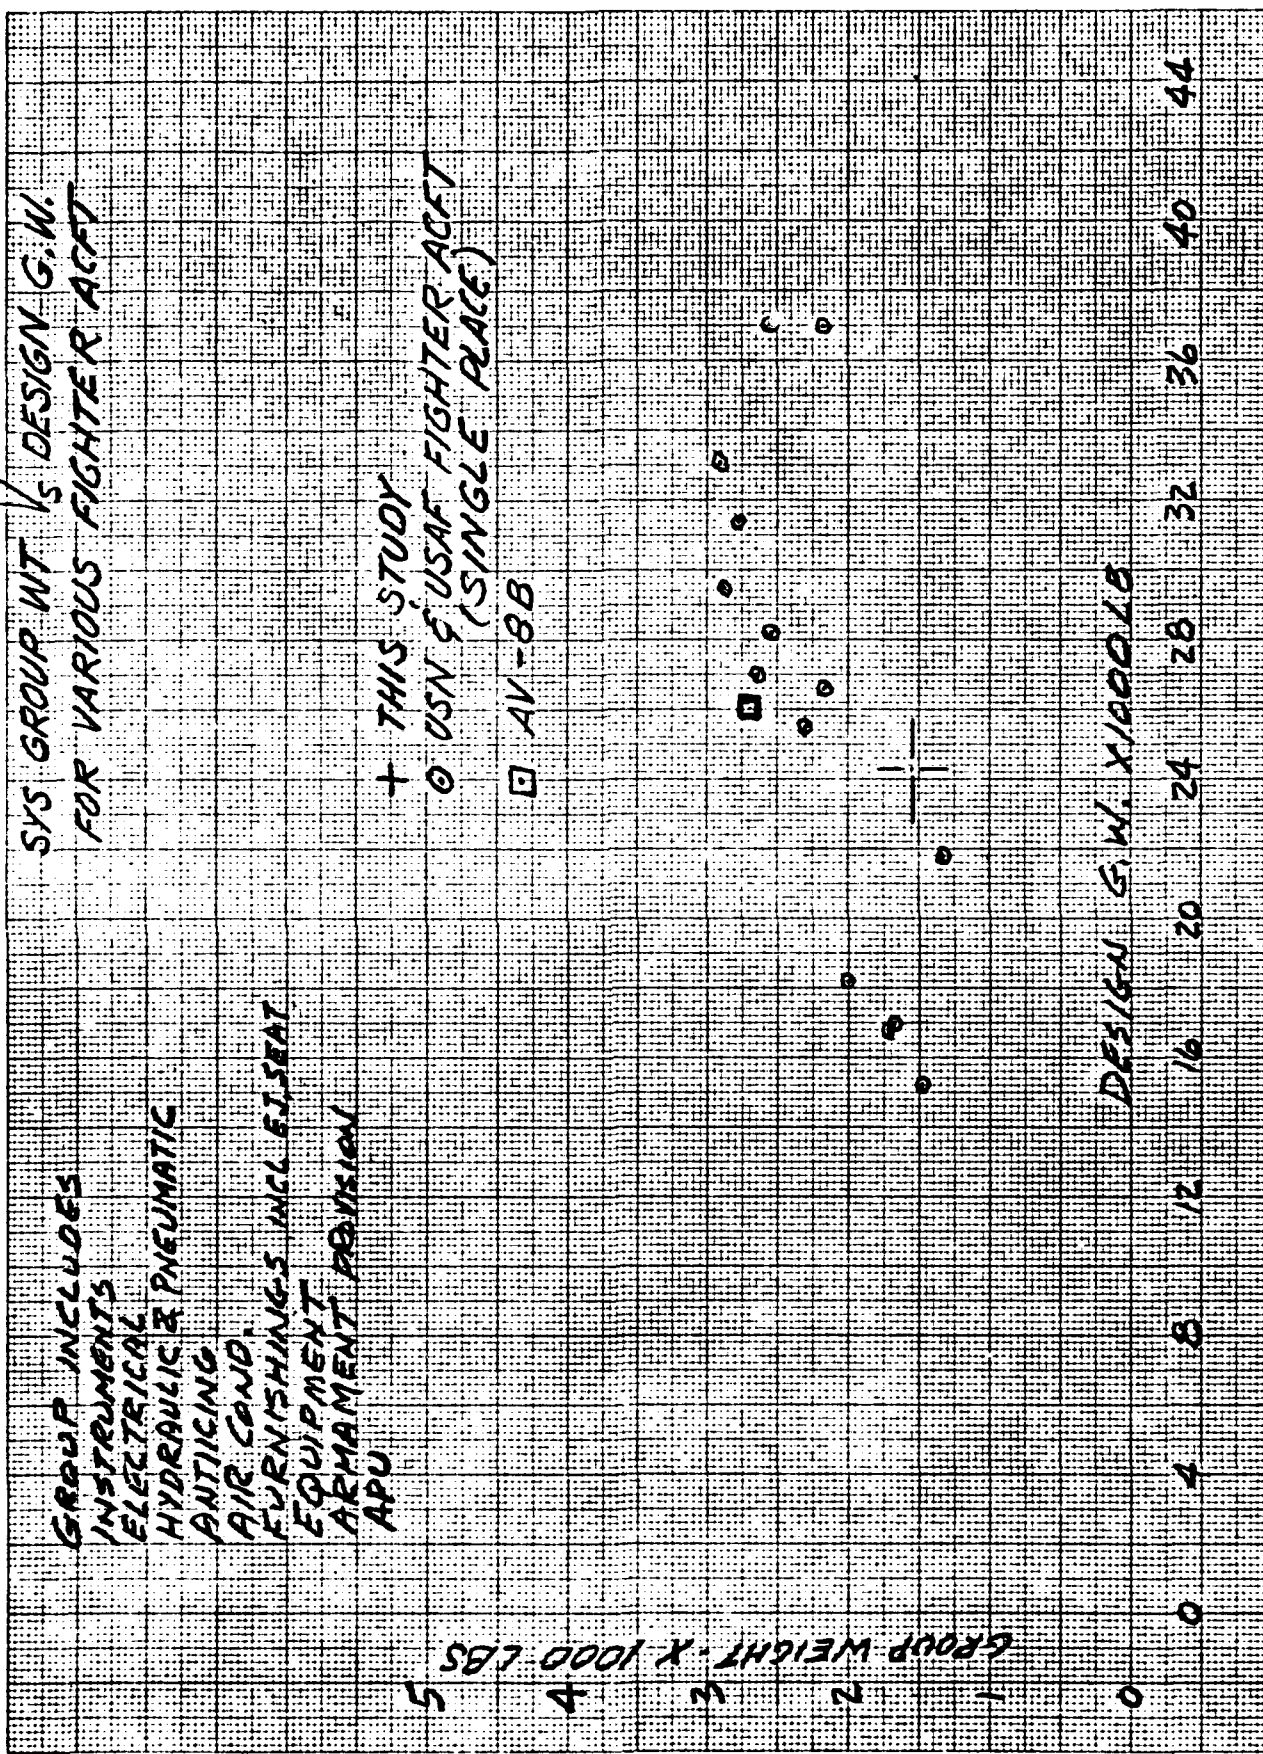 SYS GROUP WT VS DESIGN G.W.
FOR VARIOUS FIGHTER ACFT
GROUP INCLUDES
INSTRUMENTS
ELECTRICAL
HYDRAULIC & PNEUMATIC
ANTIICING
AIR COND.
FURNISHINGS INCL EJ. SEAT
EQUIPMENT
ARMAMENT PROVISION
APU
+ THIS STUDY
⊙ USN & USAF FIGHTER ACFT
(SINGLE PLACE)
⊡ AV-8B
GROUP WEIGHT - X 1000 LBS
5
4
3
2
1
0
DESIGN G.W. X1000LB
0 4 8 12 16 20 24 28 32 36 40 44